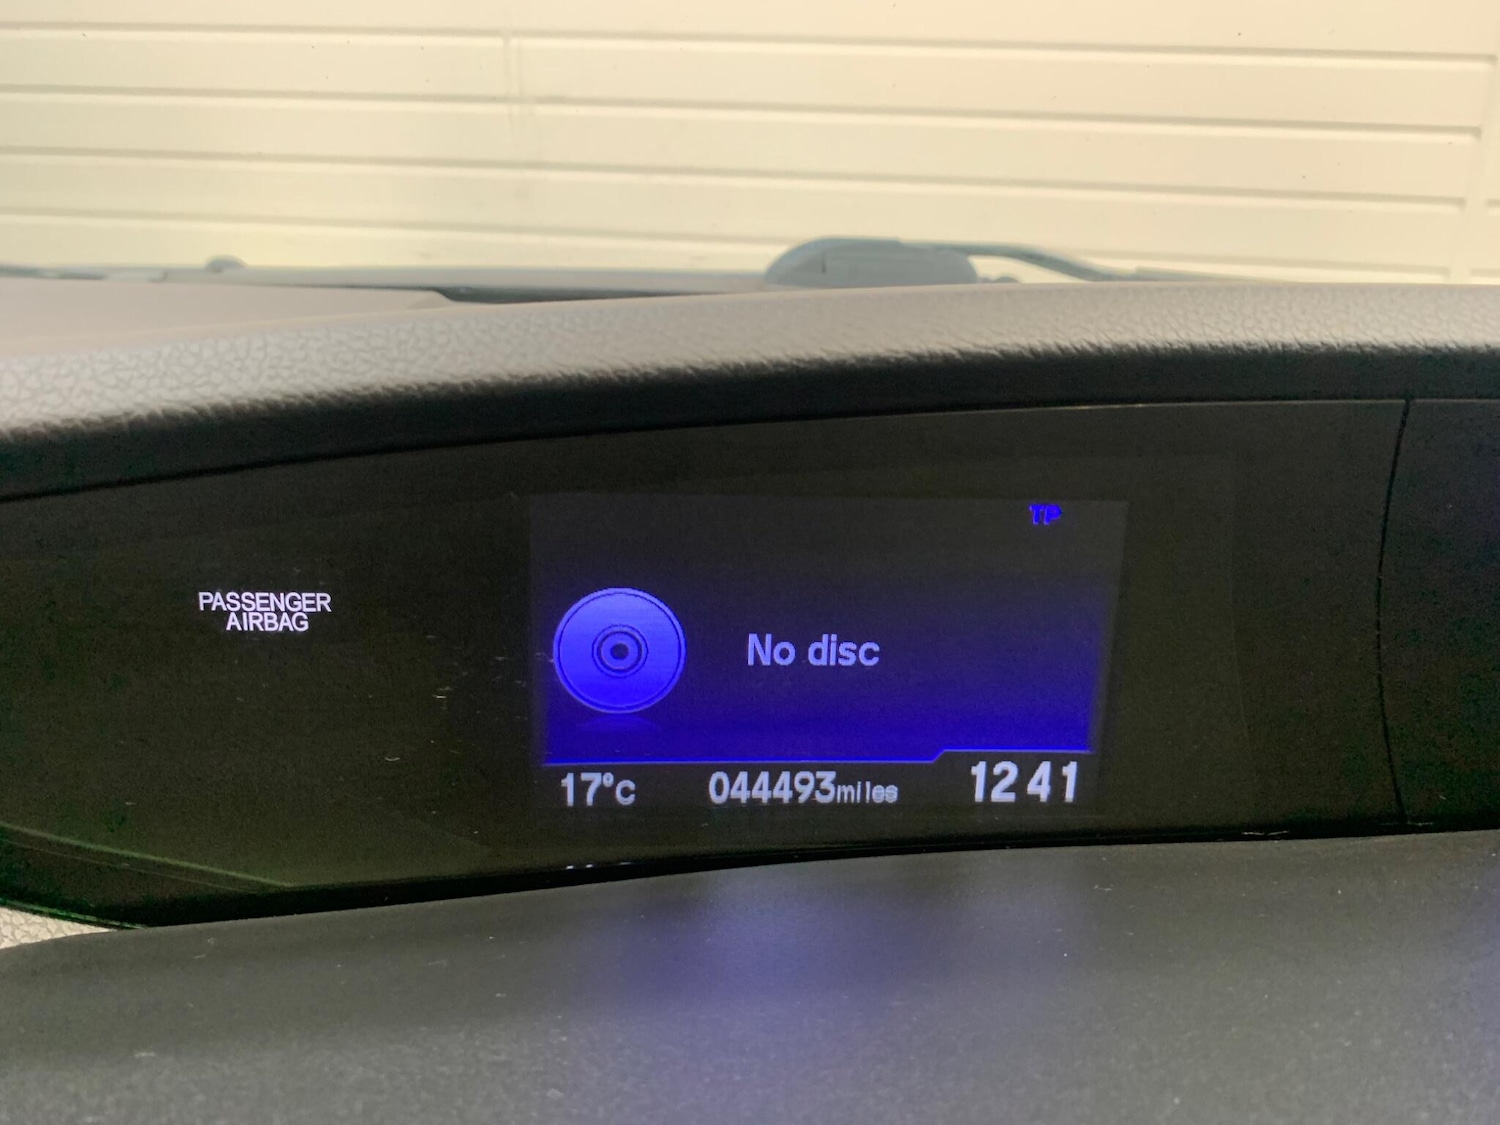 PASSENGER
AIRBAG
TP
No disc
17°c 044493miles 12 41